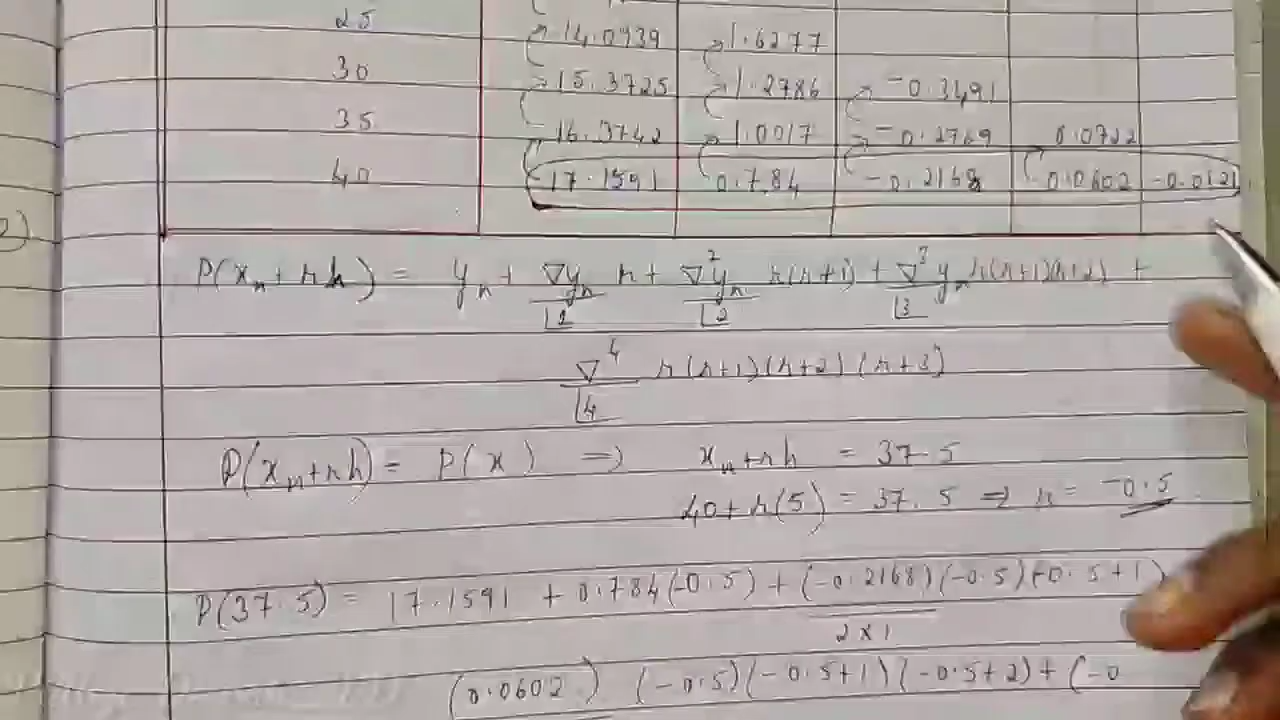 25
14.0939 1.6277
30 15.3725 1.2786 -0.3491
35 16.3742 1.0017 -0.2769 0.0722
40 17.1591 0.784 -0.2168 0.0602 -0.0121
2)
P(xₙ+rh) = yₙ + ∇yₙ/⌊1 r + ∇²yₙ/⌊2 r(r+1) + ∇³yₙ/⌊3 r(r+1)(r+2) +
∇⁴/⌊4 r(r+1)(r+2)(r+3)
P(xₙ+rh) = P(x) ⇒ xₙ+rh = 37.5
40+r(5) = 37.5 ⇒ r = -0.5
P(37.5) = 17.1591 + 0.784(-0.5) + (-0.2168)(-0.5)(-0.5+1)
2×1
(0.0602) (-0.5)(-0.5+1)(-0.5+2) + (-0